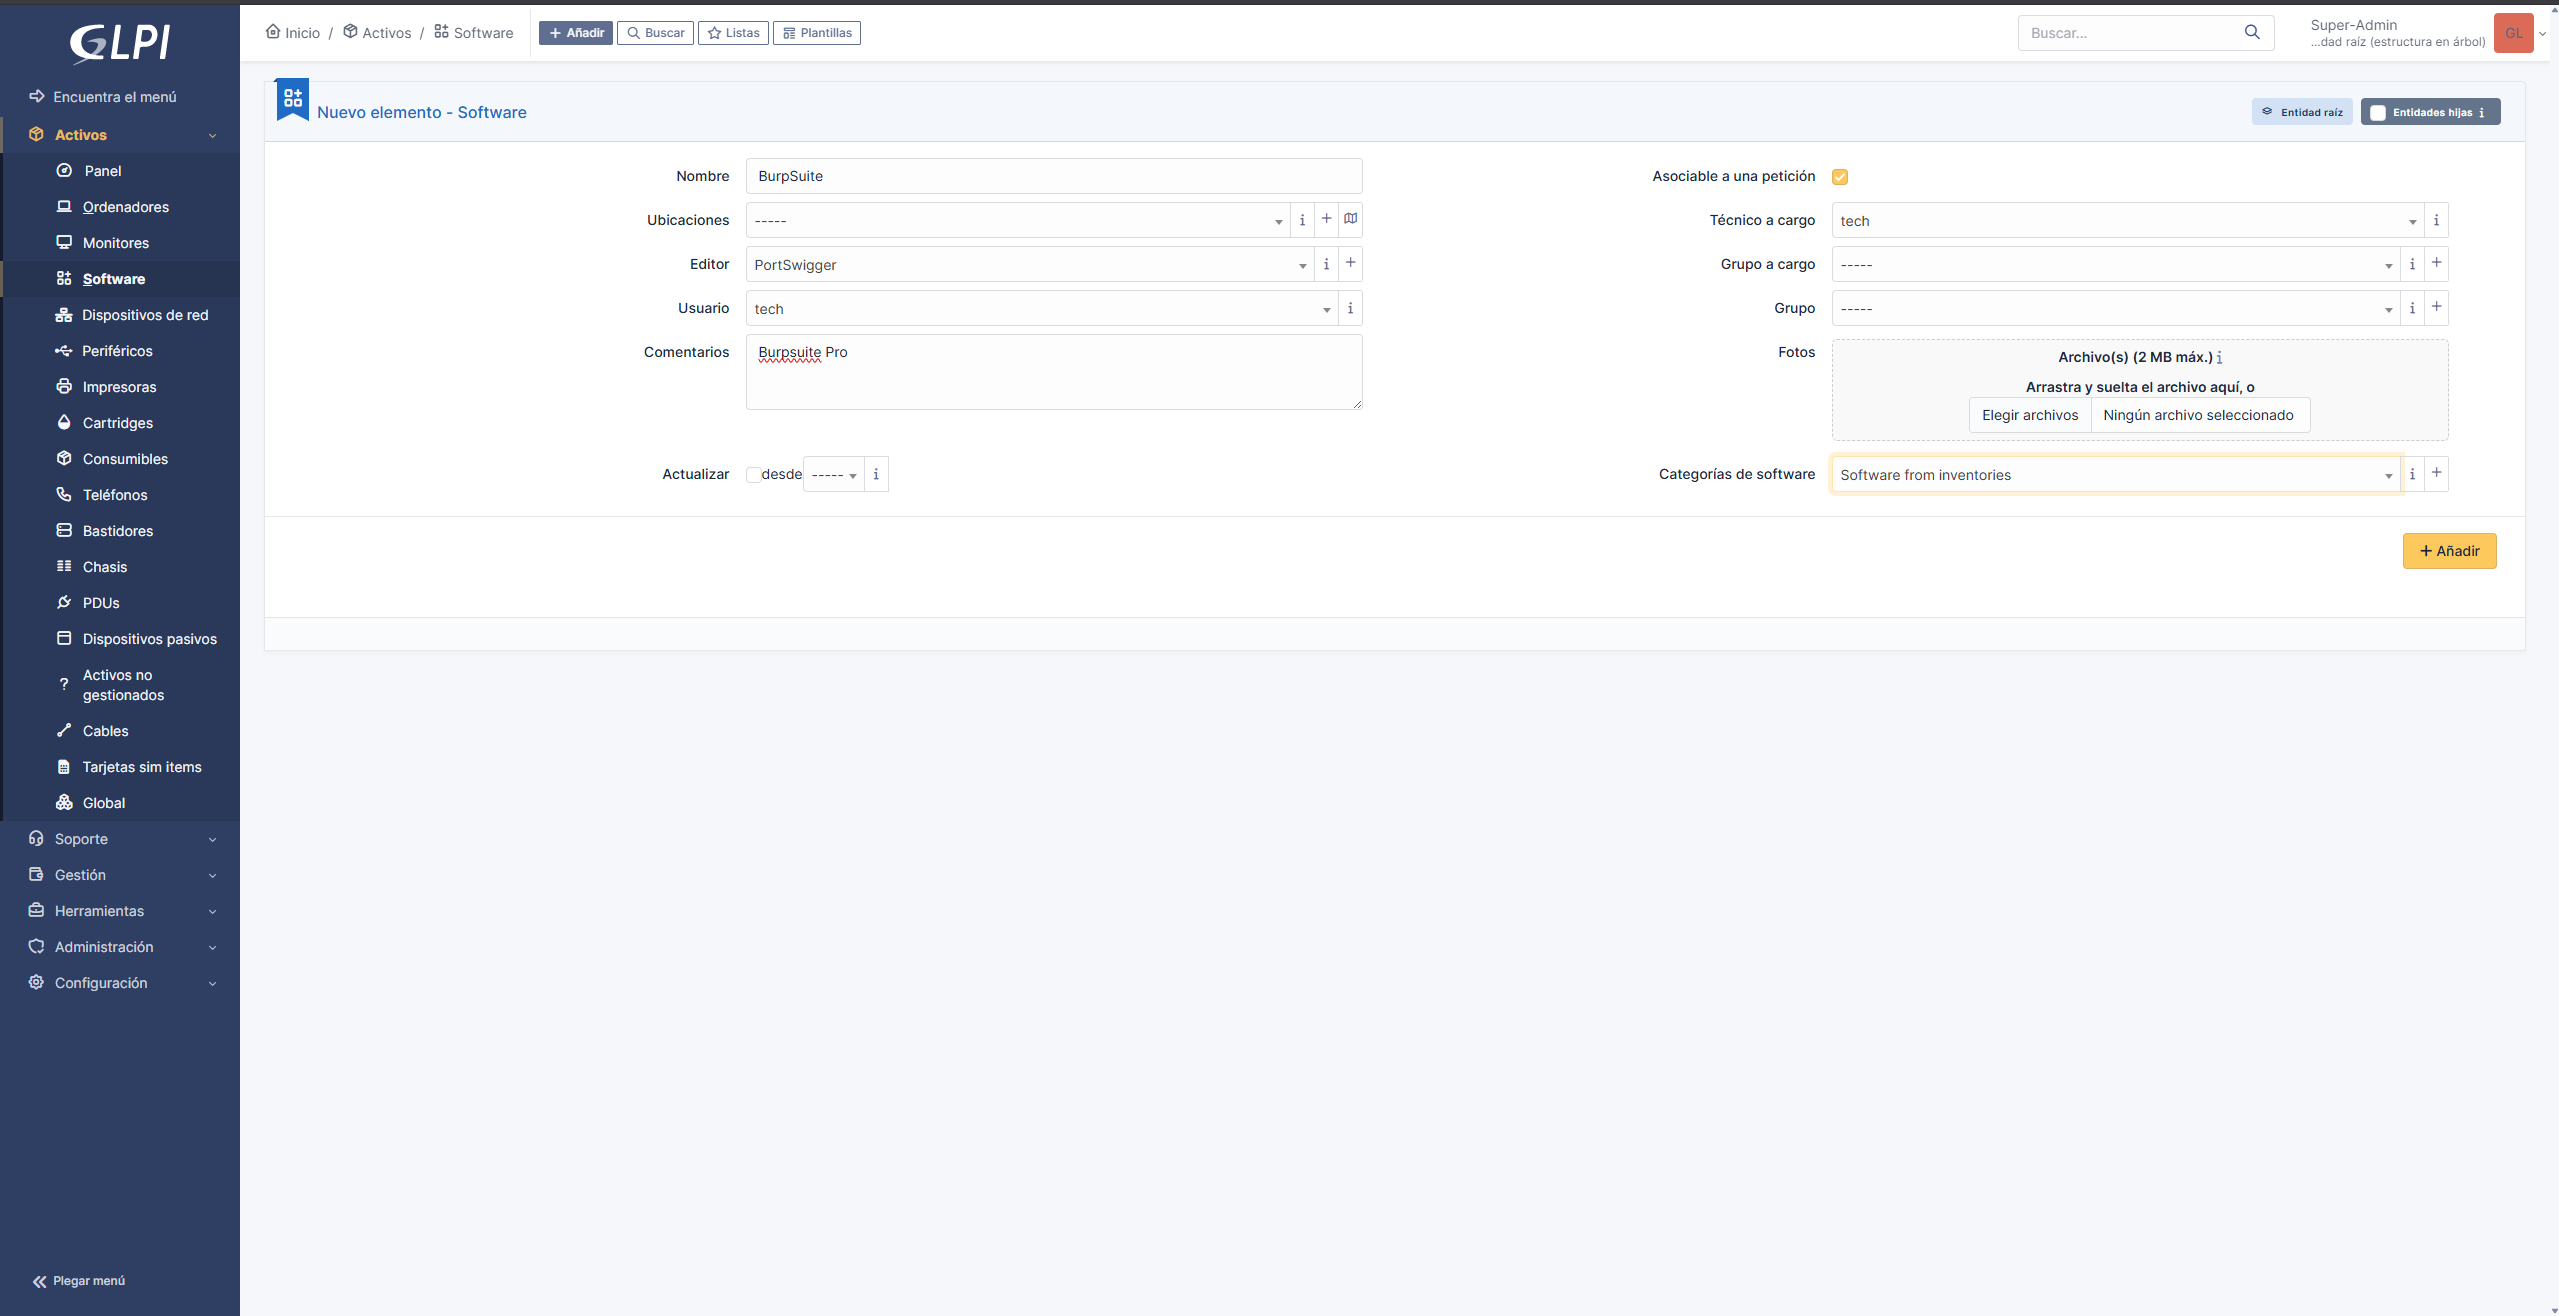 GLPI
Encuentra el menú
Activos
Panel
Ordenadores
Monitores
Software
Dispositivos de red
Periféricos
Impresoras
Cartridges
Consumibles
Teléfonos
Bastidores
Chasis
PDUs
Dispositivos pasivos
Activos no
gestionados
Cables
Tarjetas sim items
Global
Soporte
Gestión
Herramientas
Administración
Configuración
Plegar menú
Inicio / Activos / Software
+ Añadir Buscar Listas Plantillas
Buscar...
Super-Admin
...dad raíz (estructura en árbol)
GL
Nuevo elemento - Software
Entidad raíz
Entidades hijas i
Nombre BurpSuite
Ubicaciones ----- i +
Editor PortSwigger i +
Usuario tech i
Comentarios Burpsuite Pro
Actualizar desde ----- i
Asociable a una petición
Técnico a cargo tech i
Grupo a cargo ----- i +
Grupo ----- i +
Fotos Archivo(s) (2 MB máx.) i
Arrastra y suelta el archivo aquí, o
Elegir archivos Ningún archivo seleccionado
Categorías de software Software from inventories i +
+ Añadir